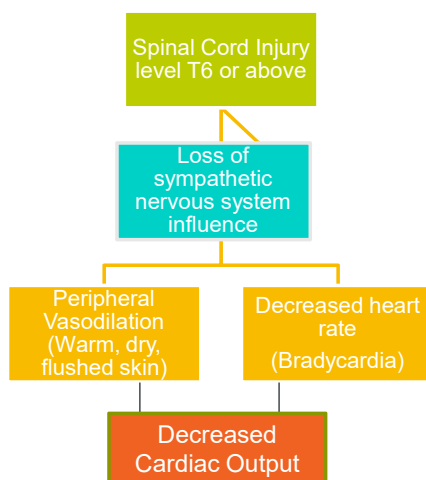 Spinal Cord Injury
level T6 or above
Loss of
sympathetic
nervous system
influence
Peripheral
Vasodilation
(Warm, dry,
flushed skin)
Decreased heart
rate
(Bradycardia)
Decreased
Cardiac Output